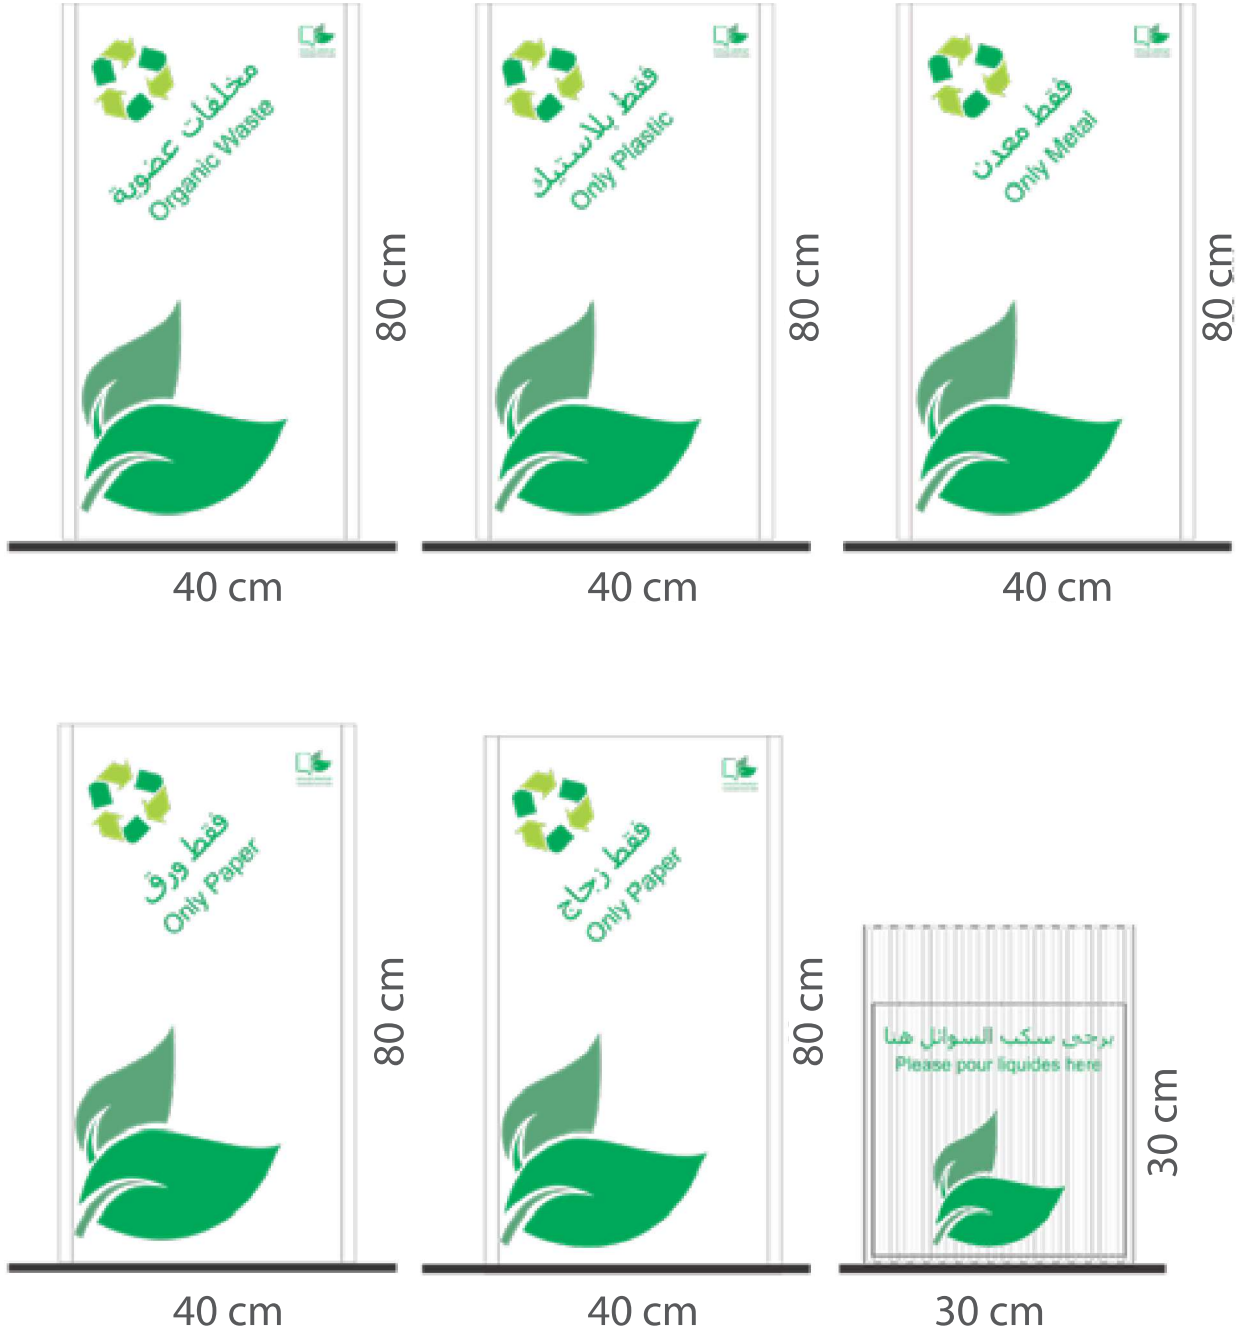 مخلفات عضوية
Organic Waste
80 cm
40 cm
فقط بلاستيك
Only Plastic
80 cm
40 cm
فقط معدن
Only Metal
80 cm
40 cm
فقط ورق
Only Paper
80 cm
40 cm
فقط زجاج
Only Paper
80 cm
40 cm
يرجى سكب السوائل هنا
Please pour liquides here
30 cm
30 cm